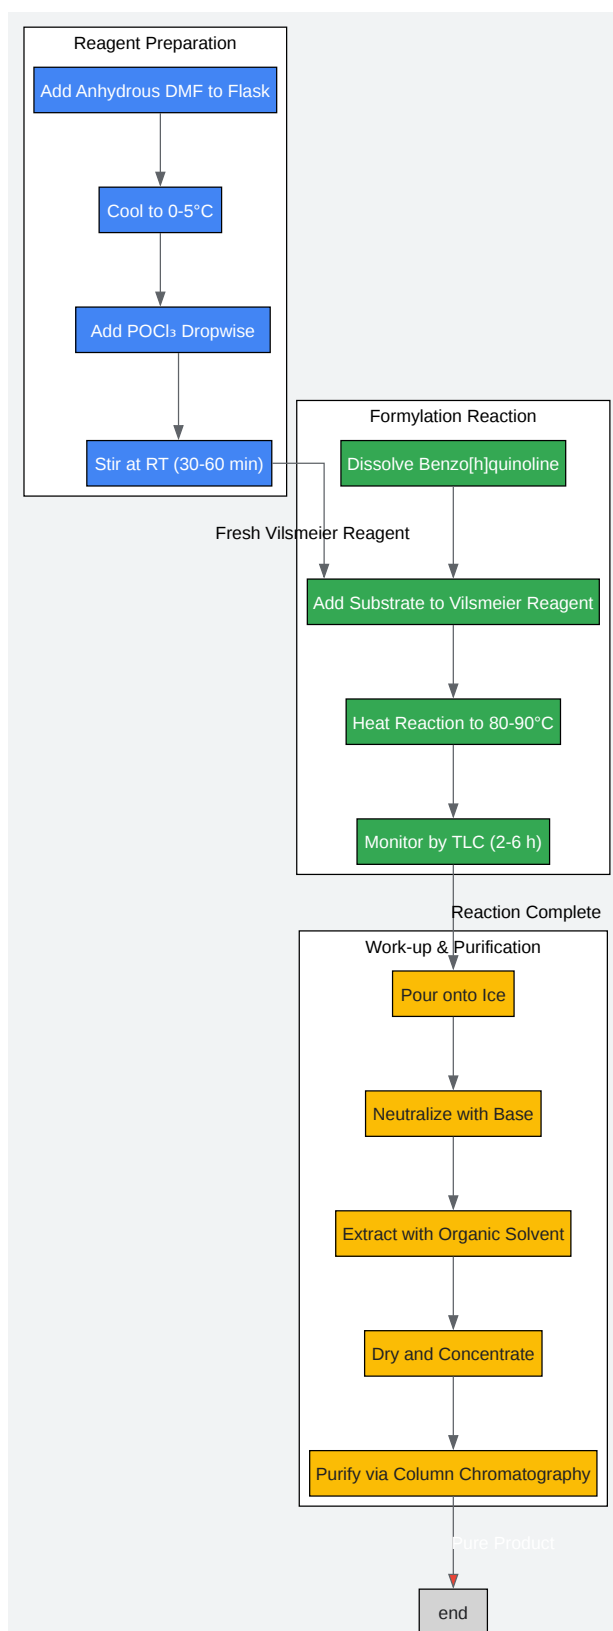 Reagent Preparation
Add Anhydrous DMF to Flask
Cool to 0-5°C
Add POCl₃ Dropwise
Stir at RT (30-60 min)
Fresh Vilsmeier Reagent
Formylation Reaction
Dissolve Benzo[h]quinoline
Add Substrate to Vilsmeier Reagent
Heat Reaction to 80-90°C
Monitor by TLC (2-6 h)
Reaction Complete
Work-up & Purification
Pour onto Ice
Neutralize with Base
Extract with Organic Solvent
Dry and Concentrate
Purify via Column Chromatography
Pure Product
end